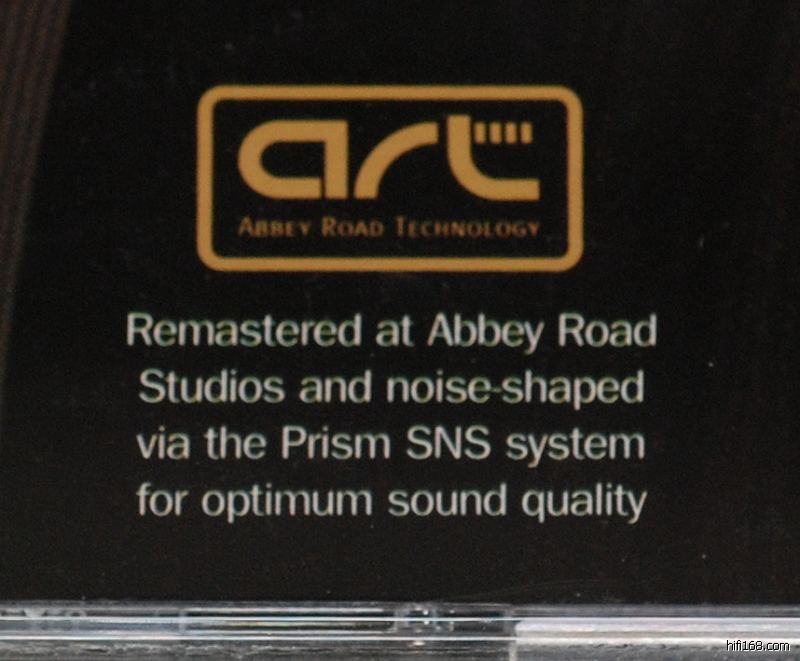 art
ABBEY ROAD TECHNOLOGY
Remastered at Abbey Road
Studios and noise-shaped
via the Prism SNS system
for optimum sound quality
hifi168.com